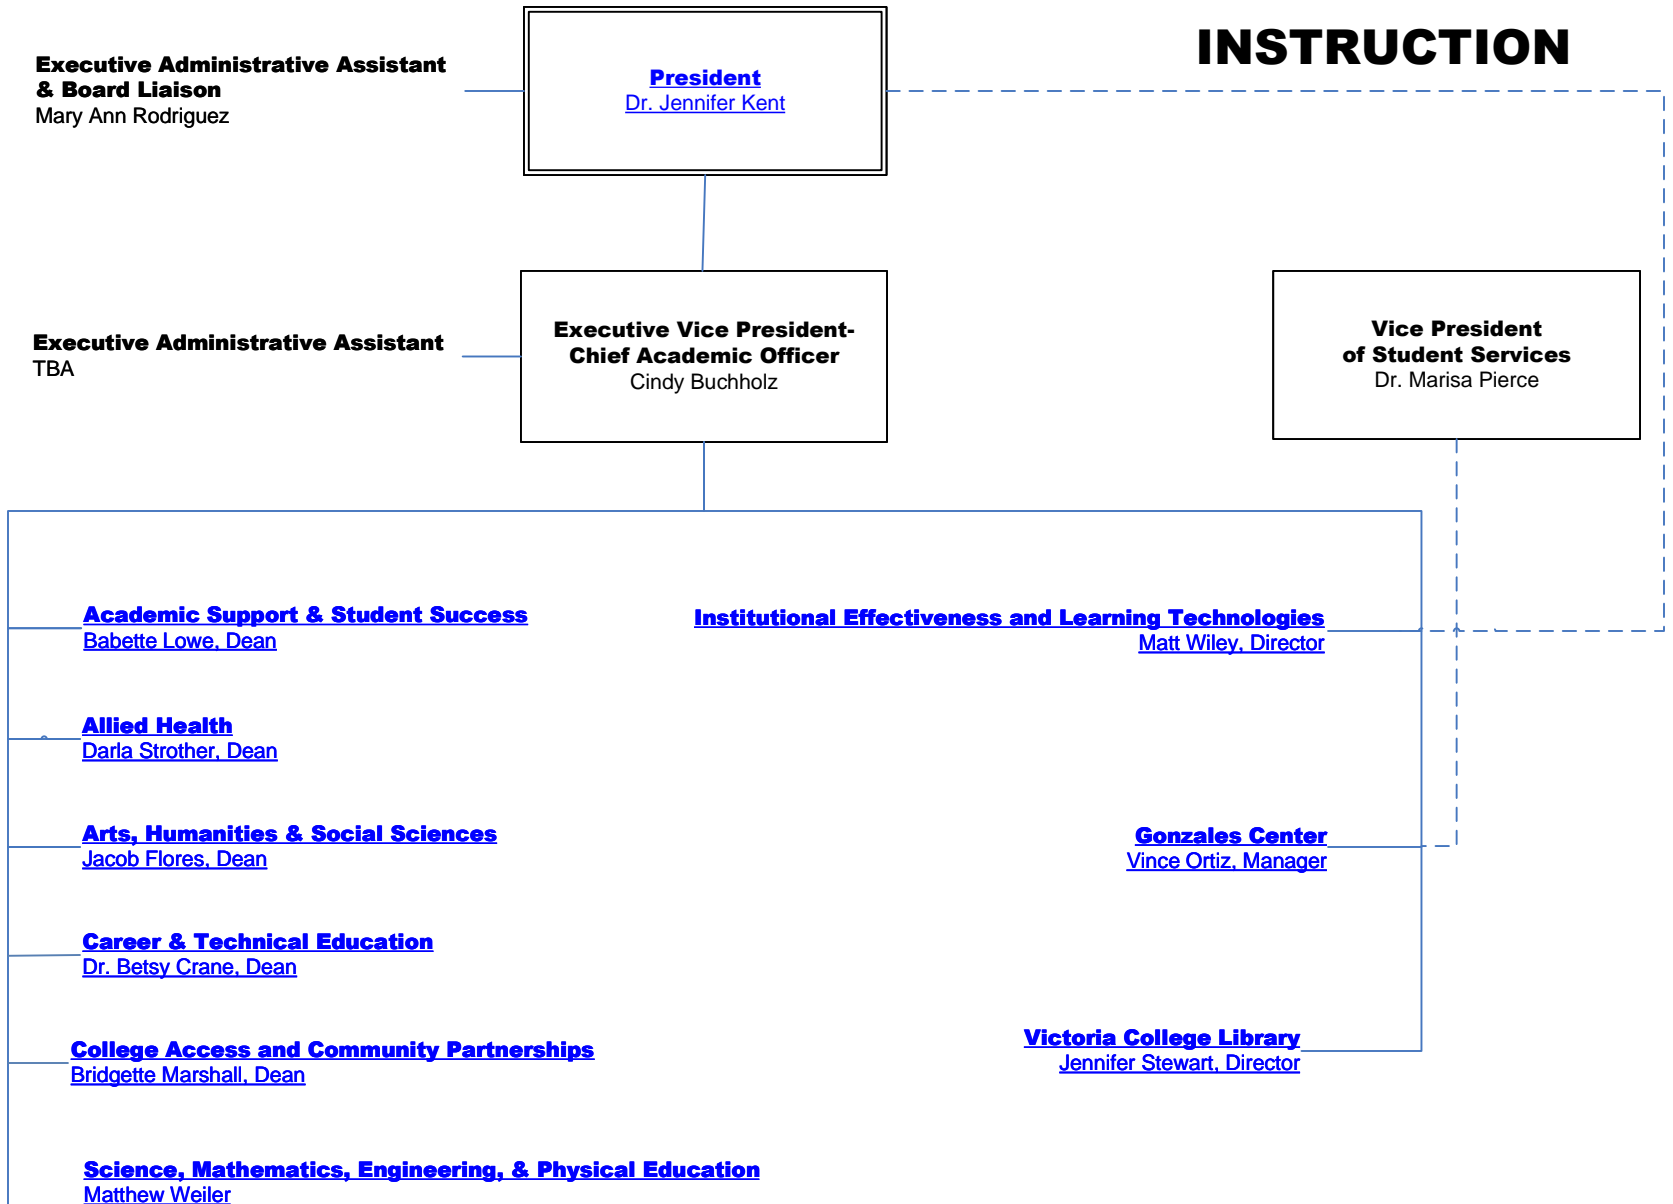 INSTRUCTION
Executive Administrative Assistant
& Board Liaison
Mary Ann Rodriguez
President
Dr. Jennifer Kent
Executive Administrative Assistant
TBA
Executive Vice President-
Chief Academic Officer
Cindy Buchholz
Vice President
of Student Services
Dr. Marisa Pierce
Academic Support & Student Success
Babette Lowe, Dean
Allied Health
Darla Strother, Dean
Arts, Humanities & Social Sciences
Jacob Flores, Dean
Career & Technical Education
Dr. Betsy Crane, Dean
College Access and Community Partnerships
Bridgette Marshall, Dean
Science, Mathematics, Engineering, & Physical Education
Matthew Weiler
Institutional Effectiveness and Learning Technologies
Matt Wiley, Director
Gonzales Center
Vince Ortiz, Manager
Victoria College Library
Jennifer Stewart, Director